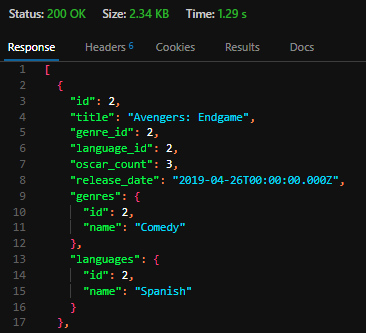 Status: 200 OK Size: 2.34 KB Time: 1.29 s
Response Headers 6 Cookies Results Docs
1 [
2 {
3 "id": 2,
4 "title": "Avengers: Endgame",
5 "genre_id": 2,
6 "language_id": 2,
7 "oscar_count": 3,
8 "release_date": "2019-04-26T00:00:00.000Z",
9 "genres": {
10 "id": 2,
11 "name": "Comedy"
12 },
13 "languages": {
14 "id": 2,
15 "name": "Spanish"
16 }
17 },